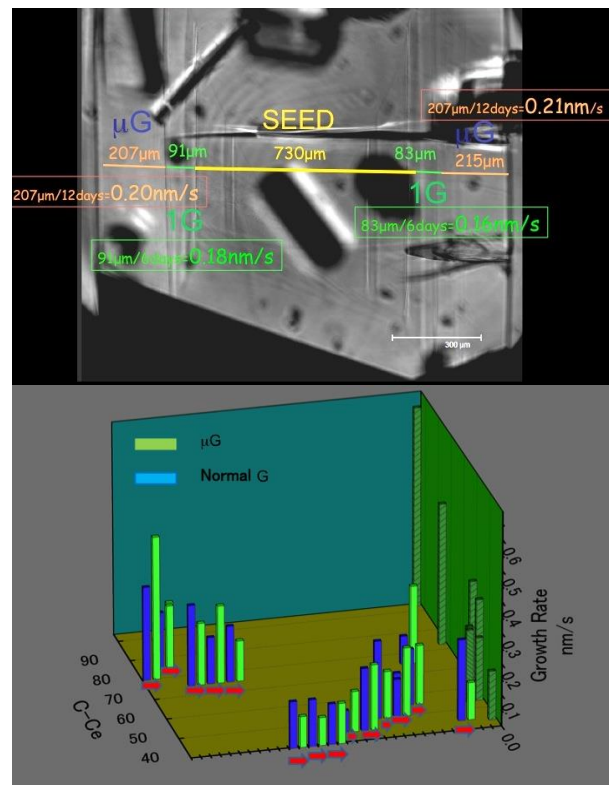 207μm/12days=0.21nm/s
SEED
μG
μG
207μm
91μm
730μm
83μm
215μm
207μm/12days=0.20nm/s
1G
1G
91μm/6days=0.18nm/s
83μm/6days=0.16nm/s
300 μm
μG
Normal G
0.6
0.5
0.4
0.3
0.2
0.1
0.0
Growth Rate
nm/s
90
80
70
60
50
40
C-Ce